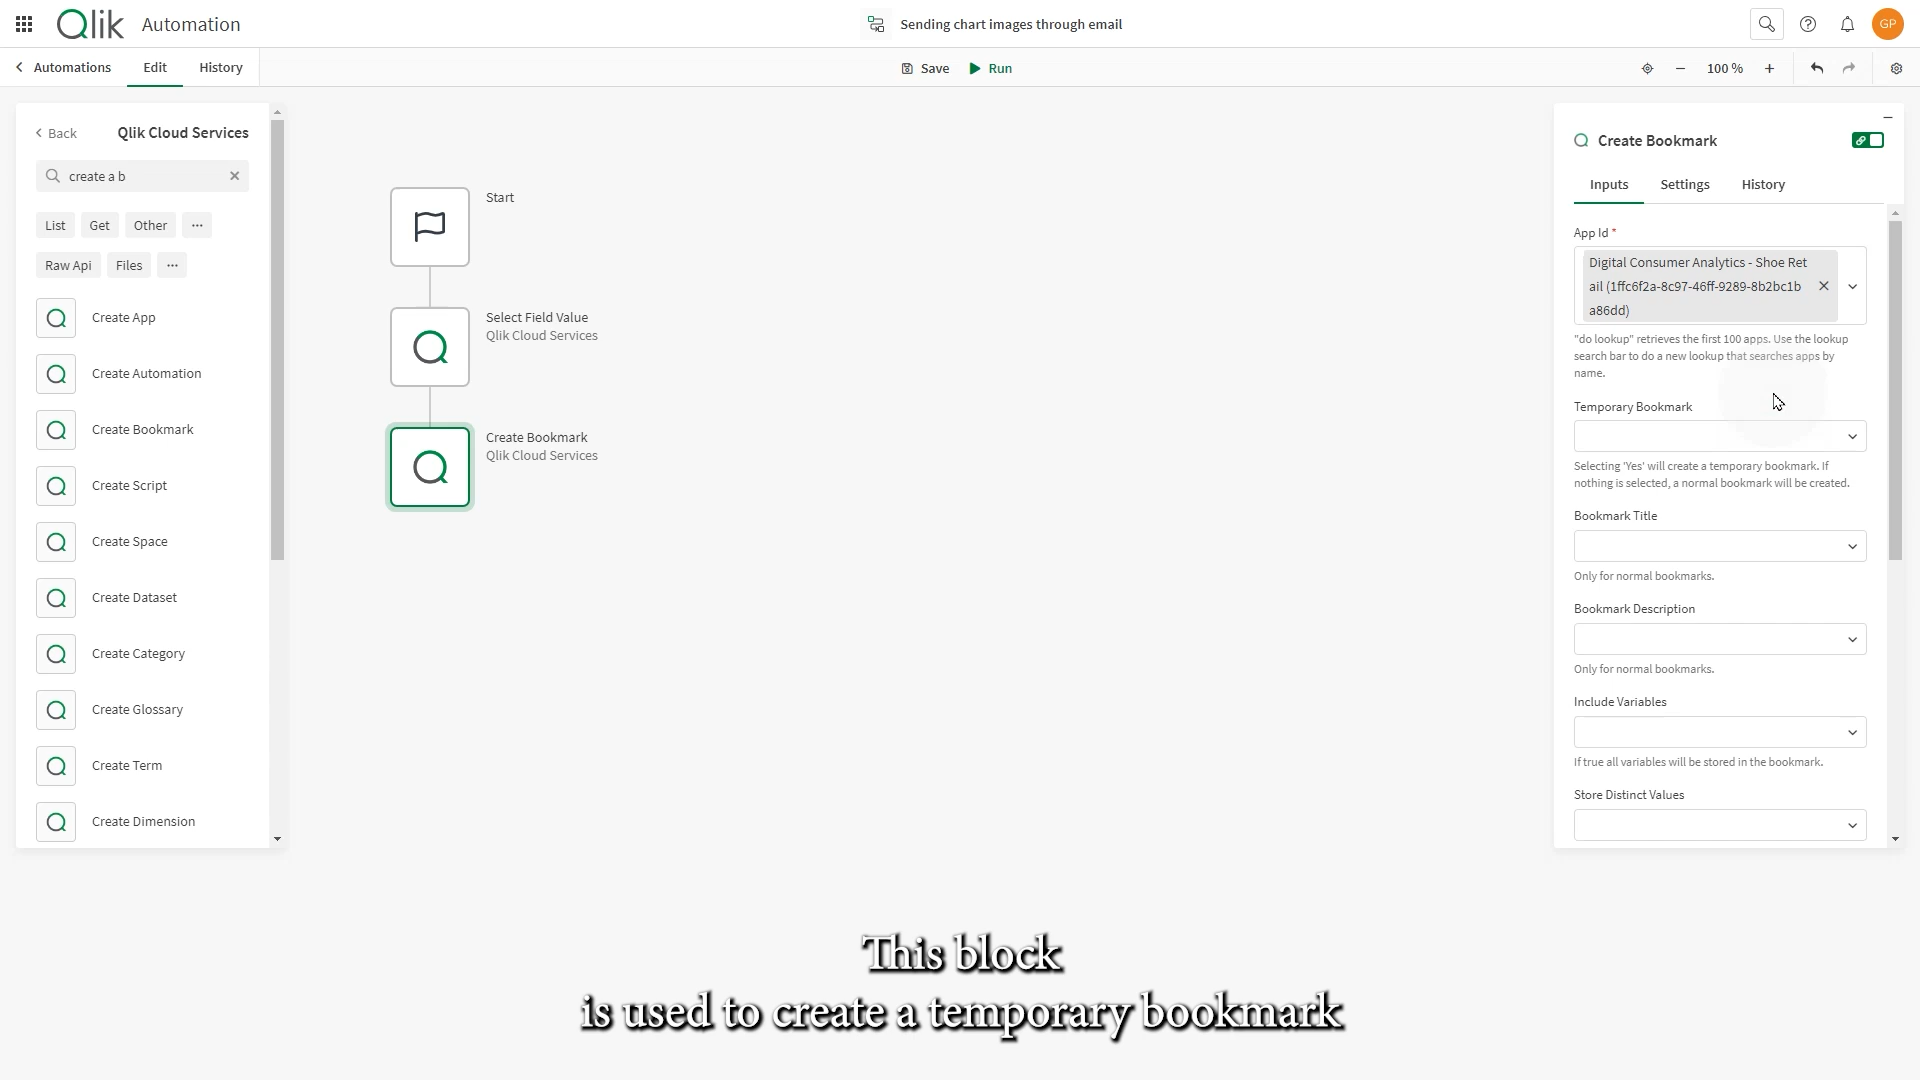 Qlik Automation
Sending chart images through email
GP
Automations
Edit
History
Save
Run
100 %
Back
Qlik Cloud Services
create a b
List
Get
Other
Raw Api
Files
Create App
Create Automation
Create Bookmark
Create Script
Create Space
Create Dataset
Create Category
Create Glossary
Create Term
Create Dimension
Start
Select Field Value
Qlik Cloud Services
Create Bookmark
Qlik Cloud Services
Create Bookmark
Inputs
Settings
History
App Id *
Digital Consumer Analytics - Shoe Ret
ail (1ffc6f2a-8c97-46ff-9289-8b2bc1b
a86dd)
"do lookup" retrieves the first 100 apps. Use the lookup
search bar to do a new lookup that searches apps by
name.
Temporary Bookmark
Selecting 'Yes' will create a temporary bookmark. If
nothing is selected, a normal bookmark will be created.
Bookmark Title
Only for normal bookmarks.
Bookmark Description
Only for normal bookmarks.
Include Variables
If true all variables will be stored in the bookmark.
Store Distinct Values
This block
is used to create a temporary bookmark